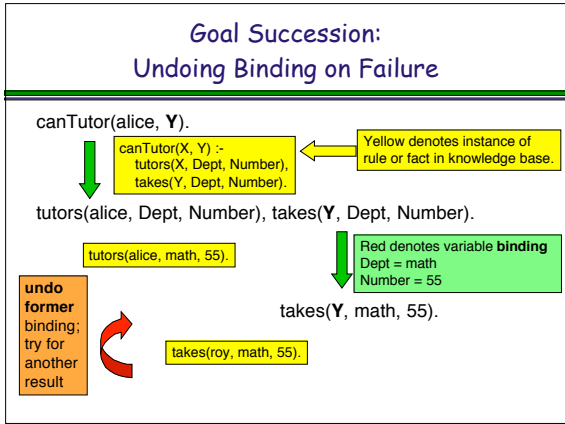 Goal Succession:
Undoing Binding on Failure
canTutor(alice, Y).
canTutor(X, Y) :-
tutors(X, Dept, Number),
takes(Y, Dept, Number).
Yellow denotes instance of
rule or fact in knowledge base.
tutors(alice, Dept, Number), takes(Y, Dept, Number).
tutors(alice, math, 55).
Red denotes variable binding
Dept = math
Number = 55
undo
former
binding;
try for
another
result
takes(Y, math, 55).
takes(roy, math, 55).